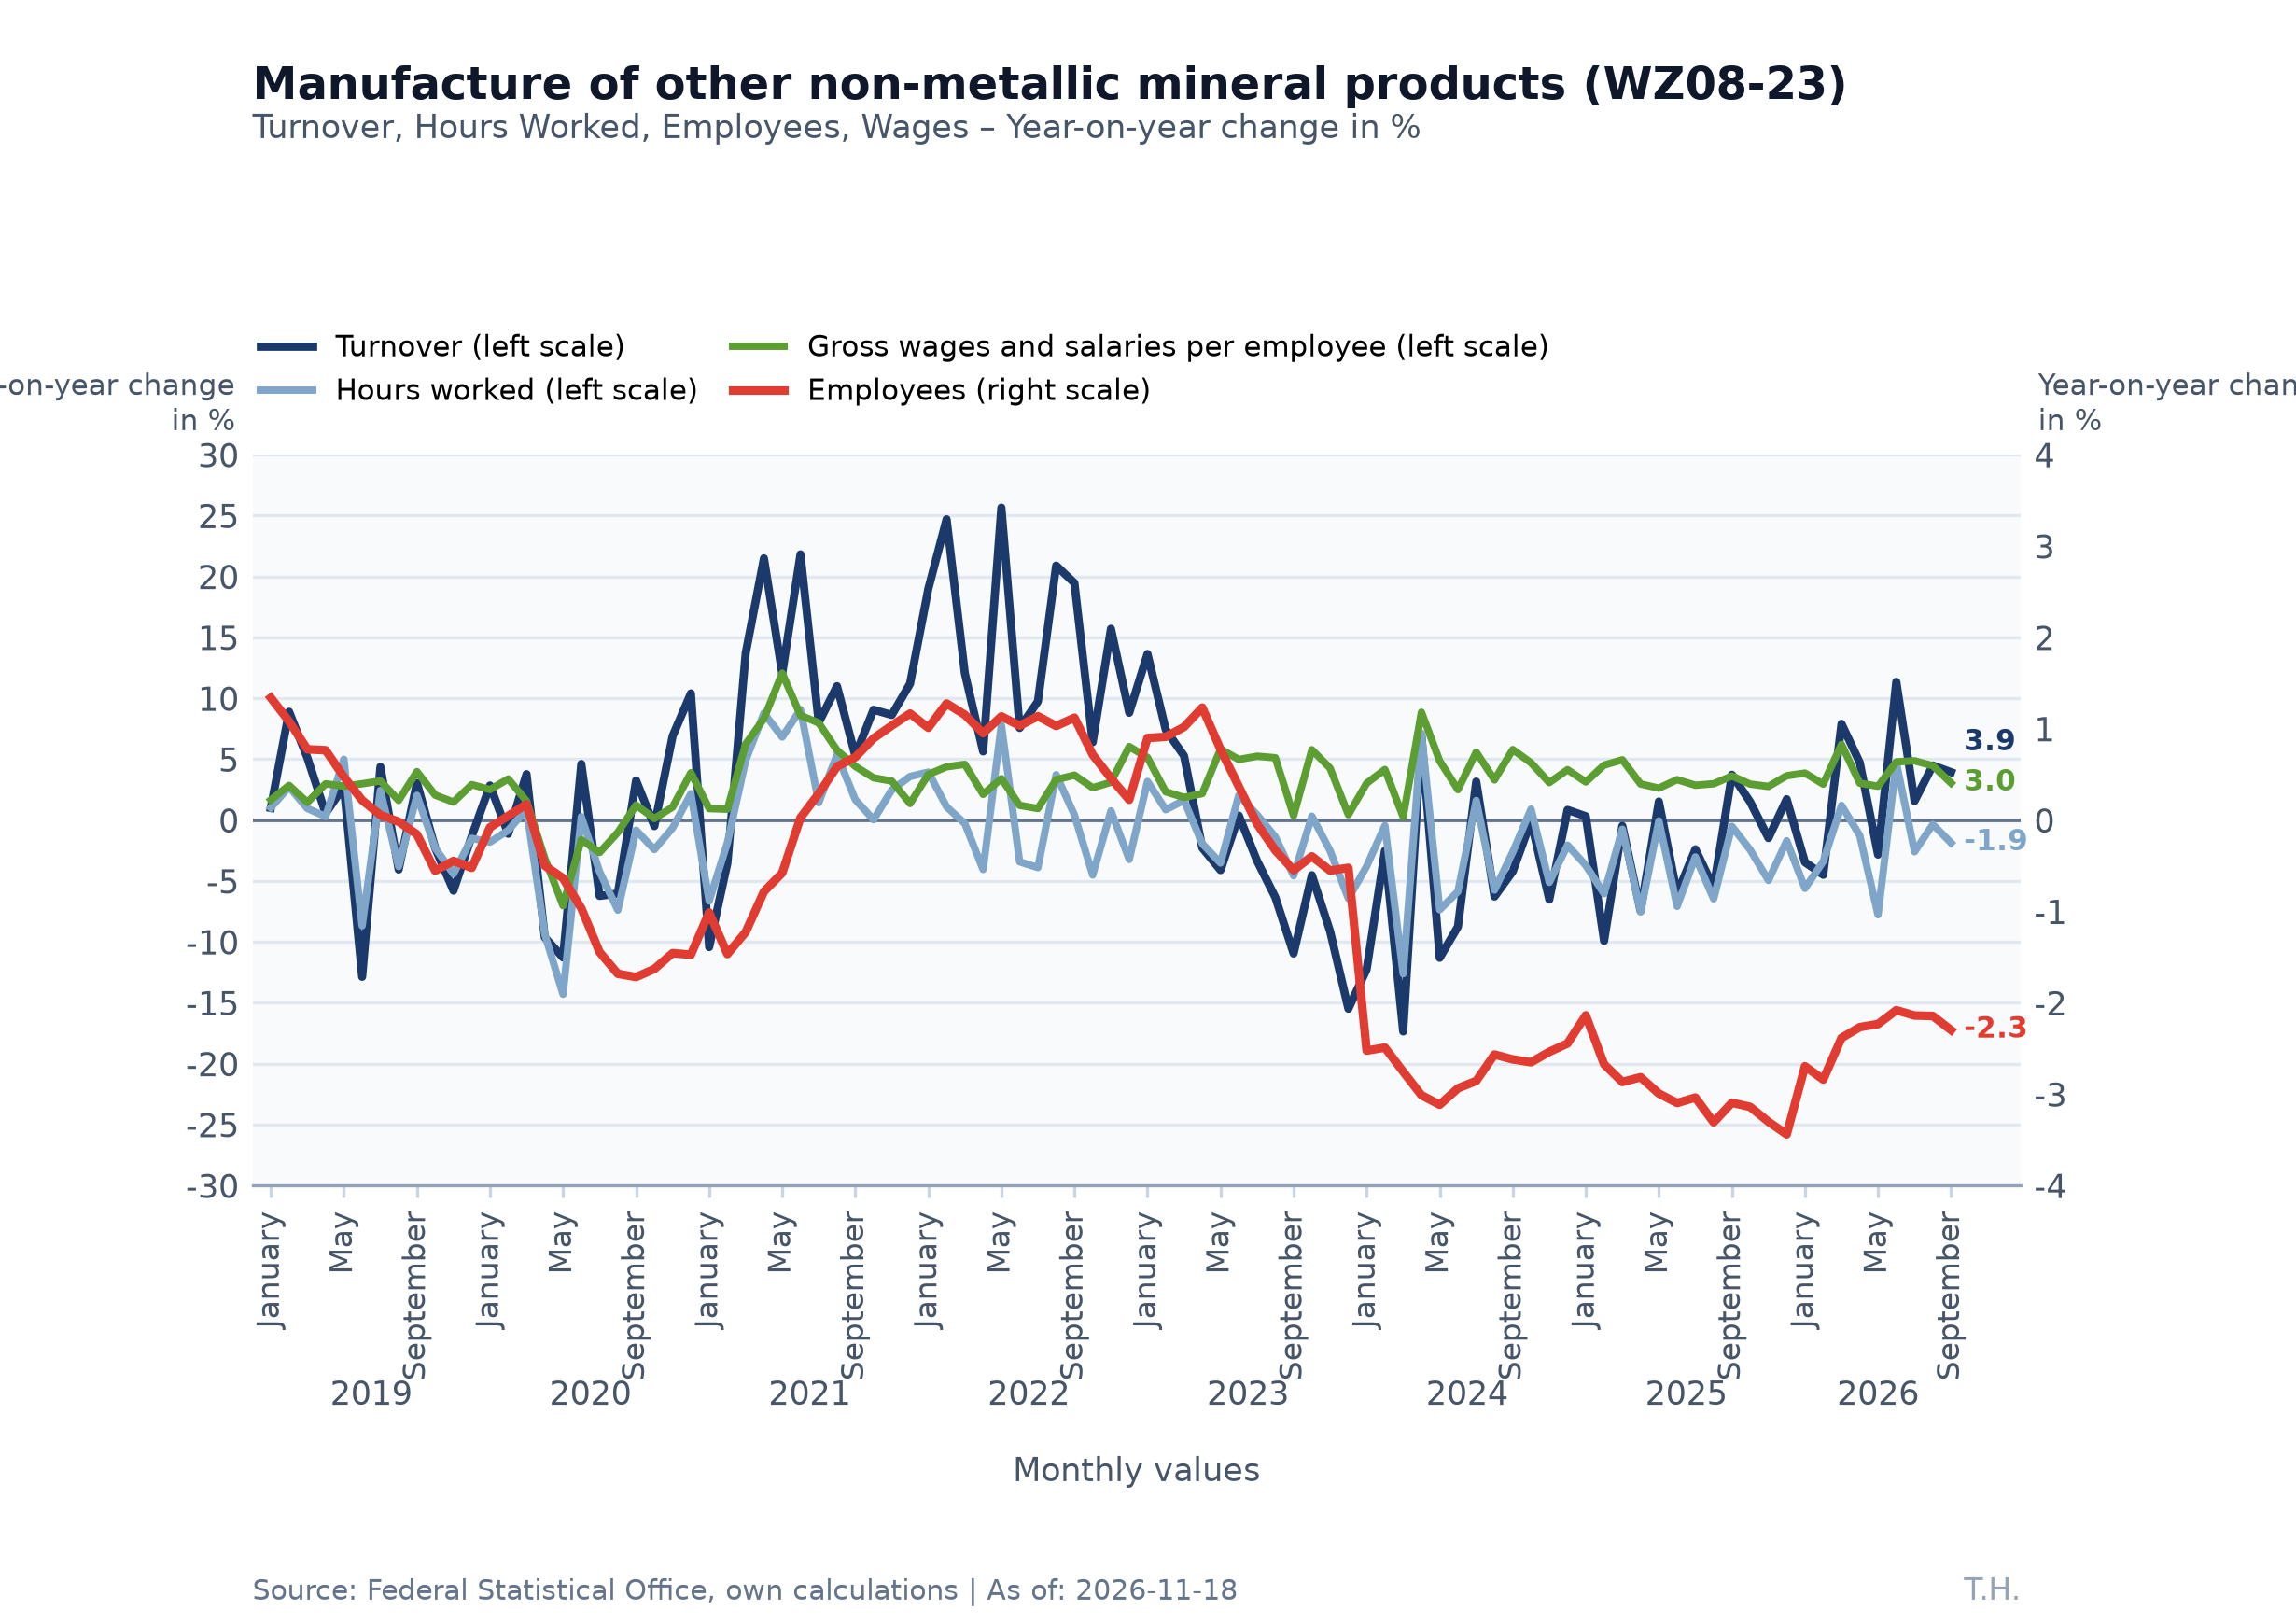 Manufacture of other non-metallic mineral products (WZ08-23)
Turnover, Hours Worked, Employees, Wages – Year-on-year change in %
Turnover (left scale)
Gross wages and salaries per employee (left scale)
Hours worked (left scale)
Employees (right scale)
-on-year change
in %
Year-on-year chan
in %
30
25
20
15
10
5
0
-5
-10
-15
-20
-25
-30
4
3
2
1
0
-1
-2
-3
-4
3.9
3.0
-1.9
-2.3
January
May
September
January
May
September
January
May
September
January
May
September
January
May
September
January
May
September
January
May
September
January
May
September
2019
2020
2021
2022
2023
2024
2025
2026
Monthly values
Source: Federal Statistical Office, own calculations | As of: 2026-11-18
T.H.